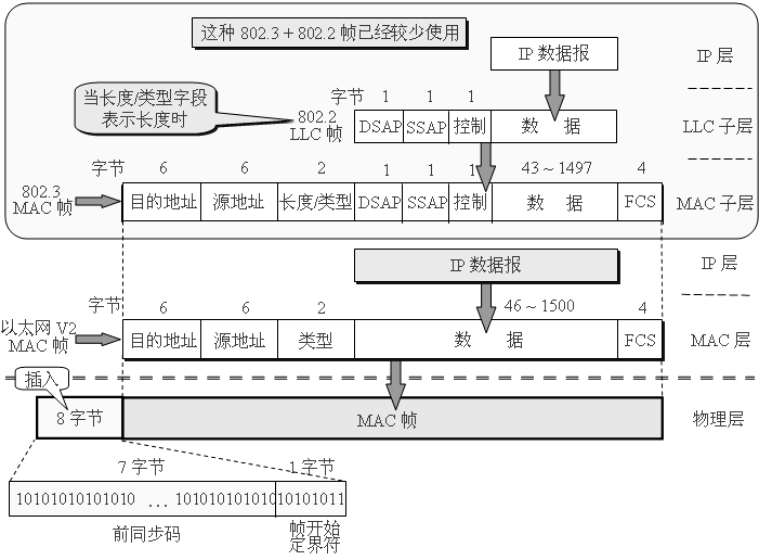 这种 802.3 + 802.2 帧已经较少使用
IP 数据报
IP 层
当长度/类型字段
表示长度时
字节 1 1 1
802.2
LLC 帧
DSAP SSAP 控制 数 据
LLC 子层
字节 6 6 2 1 1 1 43 ~ 1497 4
802.3
MAC 帧
目的地址 源地址 长度/类型 DSAP SSAP 控制 数 据 FCS
MAC 子层
IP 数据报
IP 层
字节 6 6 2 46 ~ 1500 4
以太网 V2
MAC 帧
目的地址 源地址 类型 数 据 FCS
MAC 层
插入
8 字节 MAC 帧
物理层
7 字节 1 字节
10101010101010 … 101010101010 10101011
前同步码
帧开始
定界符